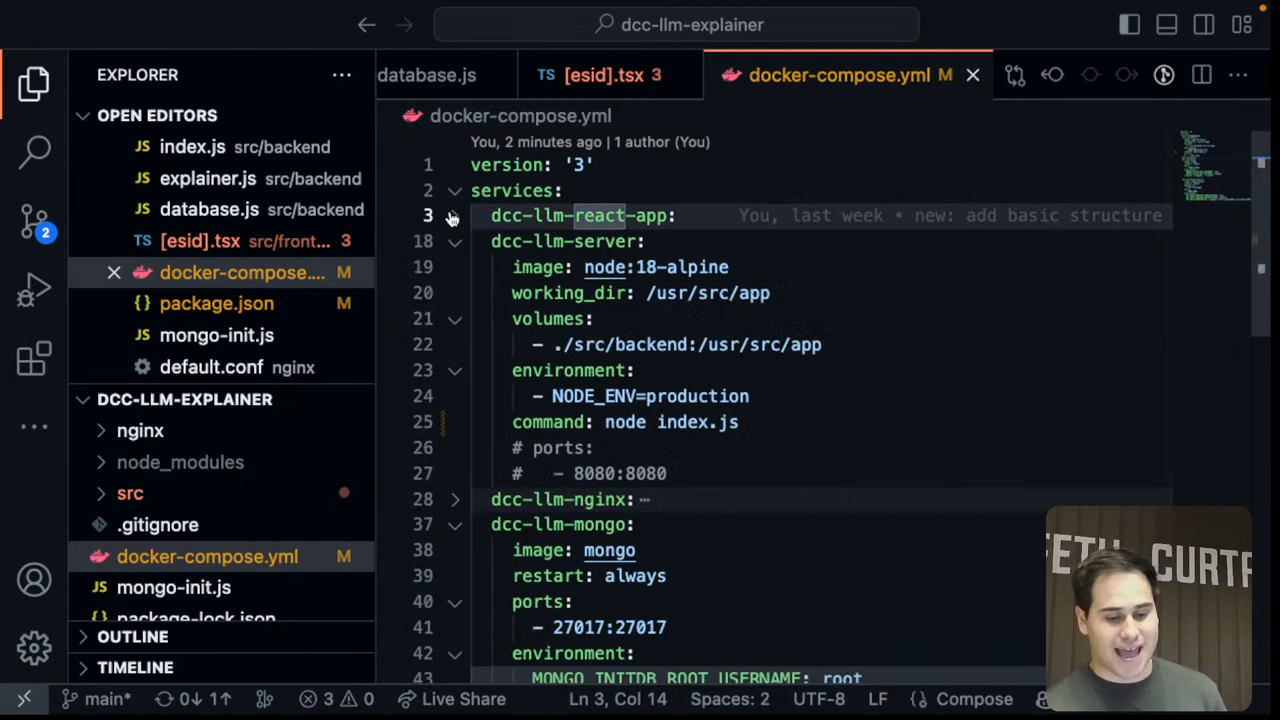 dcc-llm-explainer
EXPLORER
OPEN EDITORS
index.js src/backend
explainer.js src/backend
database.js src/backend
TS [esid].tsx src/front... 3
docker-compose.... M
{} package.json M
JS mongo-init.js
default.conf nginx
DCC-LLM-EXPLAINER
nginx
node_modules
src
.gitignore
docker-compose.yml M
JS mongo-init.js
OUTLINE
TIMELINE
database.js
TS [esid].tsx 3
docker-compose.yml M
docker-compose.yml
You, 2 minutes ago | 1 author (You)
1 version: '3'
2 services:
3 dcc-llm-react-app: You, last week • new: add basic structure
18 dcc-llm-server:
19 image: node:18-alpine
20 working_dir: /usr/src/app
21 volumes:
22 - ./src/backend:/usr/src/app
23 environment:
24 - NODE_ENV=production
25 command: node index.js
26 # ports:
27 # - 8080:8080
28 dcc-llm-nginx: ⋯
37 dcc-llm-mongo:
38 image: mongo
39 restart: always
40 ports:
41 - 27017:27017
42 environment:
43 MONGO_INITDB_ROOT_USERNAME: root
main* 0↓ 1↑ 3 0 Live Share Ln 3, Col 14 Spaces: 2 UTF-8 LF {} Compose